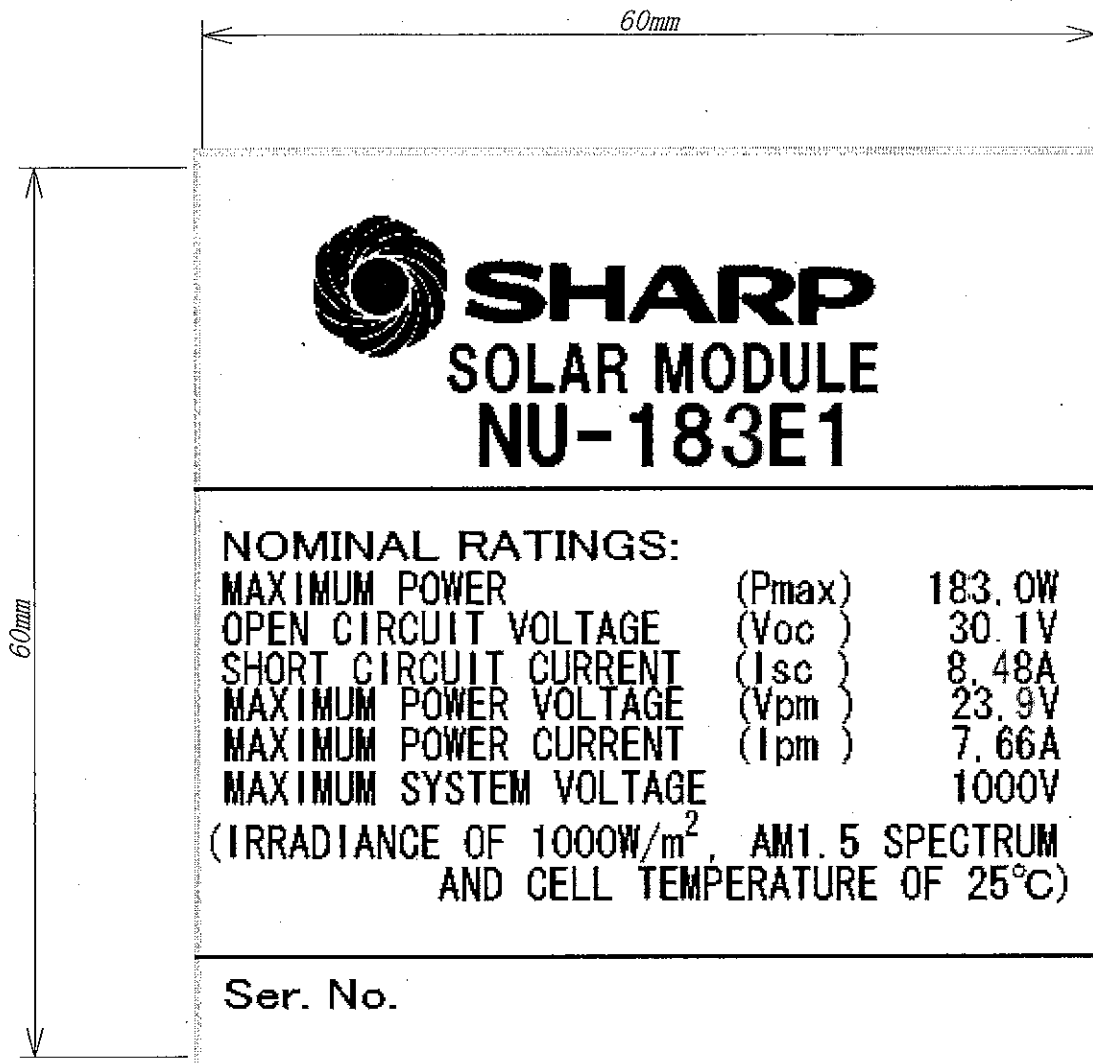 60mm
60mm
SHARP
SOLAR MODULE
NU-183E1
NOMINAL RATINGS:
MAXIMUM POWER (Pmax) 183.0W
OPEN CIRCUIT VOLTAGE (Voc ) 30.1V
SHORT CIRCUIT CURRENT (Isc ) 8.48A
MAXIMUM POWER VOLTAGE (Vpm ) 23.9V
MAXIMUM POWER CURRENT (Ipm ) 7.66A
MAXIMUM SYSTEM VOLTAGE 1000V
(IRRADIANCE OF 1000W/m², AM1.5 SPECTRUM
AND CELL TEMPERATURE OF 25℃)
Ser. No.